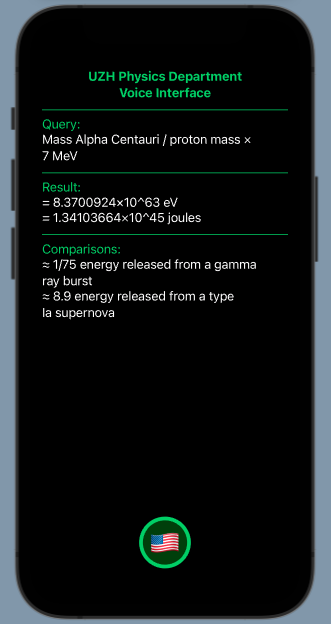 UZH Physics Department
Voice Interface
Query:
Mass Alpha Centauri / proton mass ×
7 MeV
Result:
= 8.3700924×10^63 eV
= 1.34103664×10^45 joules
Comparisons:
≈ 1/75 energy released from a gamma
ray burst
≈ 8.9 energy released from a type
Ia supernova